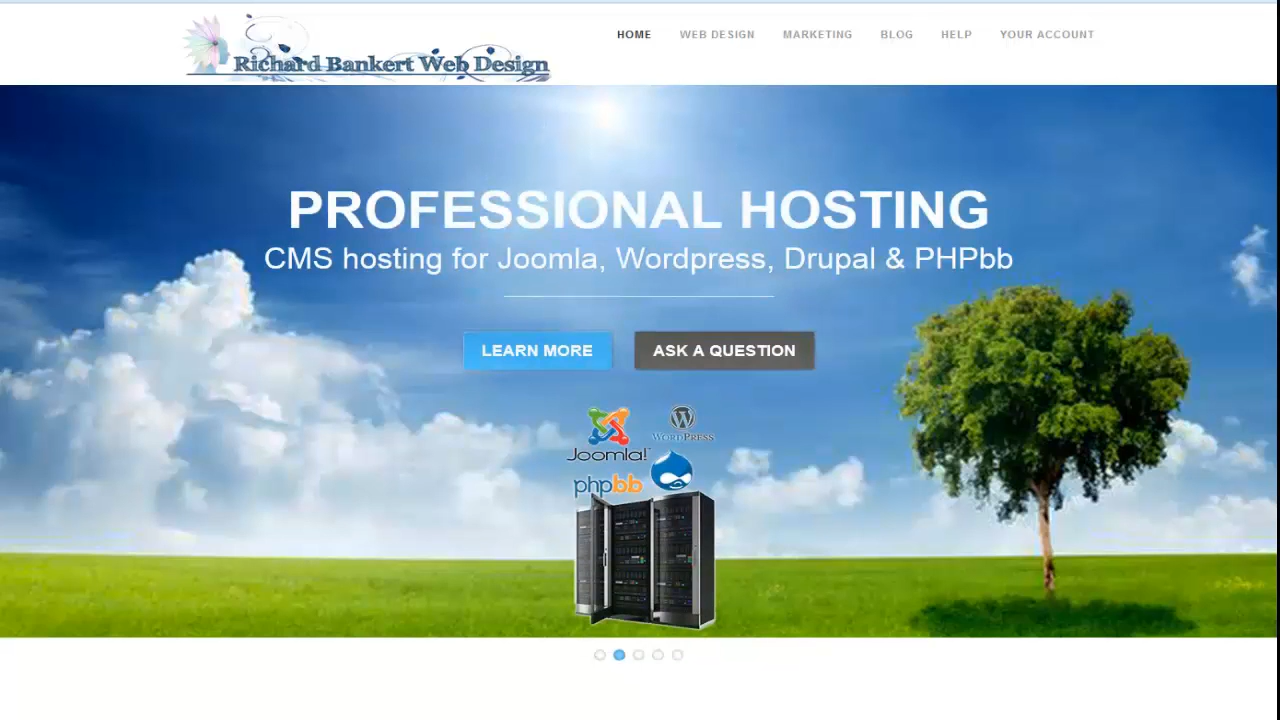 Richard Bankert Web Design
HOME WEB DESIGN MARKETING BLOG HELP YOUR ACCOUNT
PROFESSIONAL HOSTING
CMS hosting for Joomla, Wordpress, Drupal & PHPbb
LEARN MORE ASK A QUESTION
Joomla!
WORDPRESS
phpbb